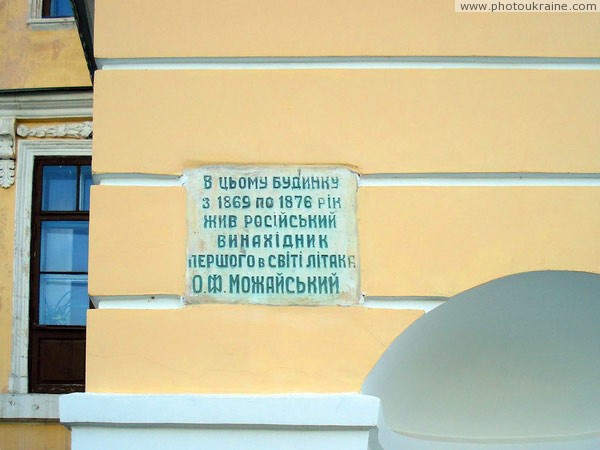 www.photoukraine.com
В ЦЬОМУ БУДИНКУ
З 1869 ПО 1876 РІК
ЖИВ РОСІЙСЬКИЙ
ВИНАХІДНИК
ПЕРШОГО В СВІТІ ЛІТАКА
О.Ф. МОЖАЙСЬКИЙ